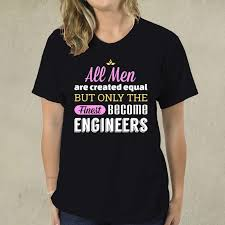 All Men
are created equal
BUT ONLY THE
Finest BECOME
ENGINEERS